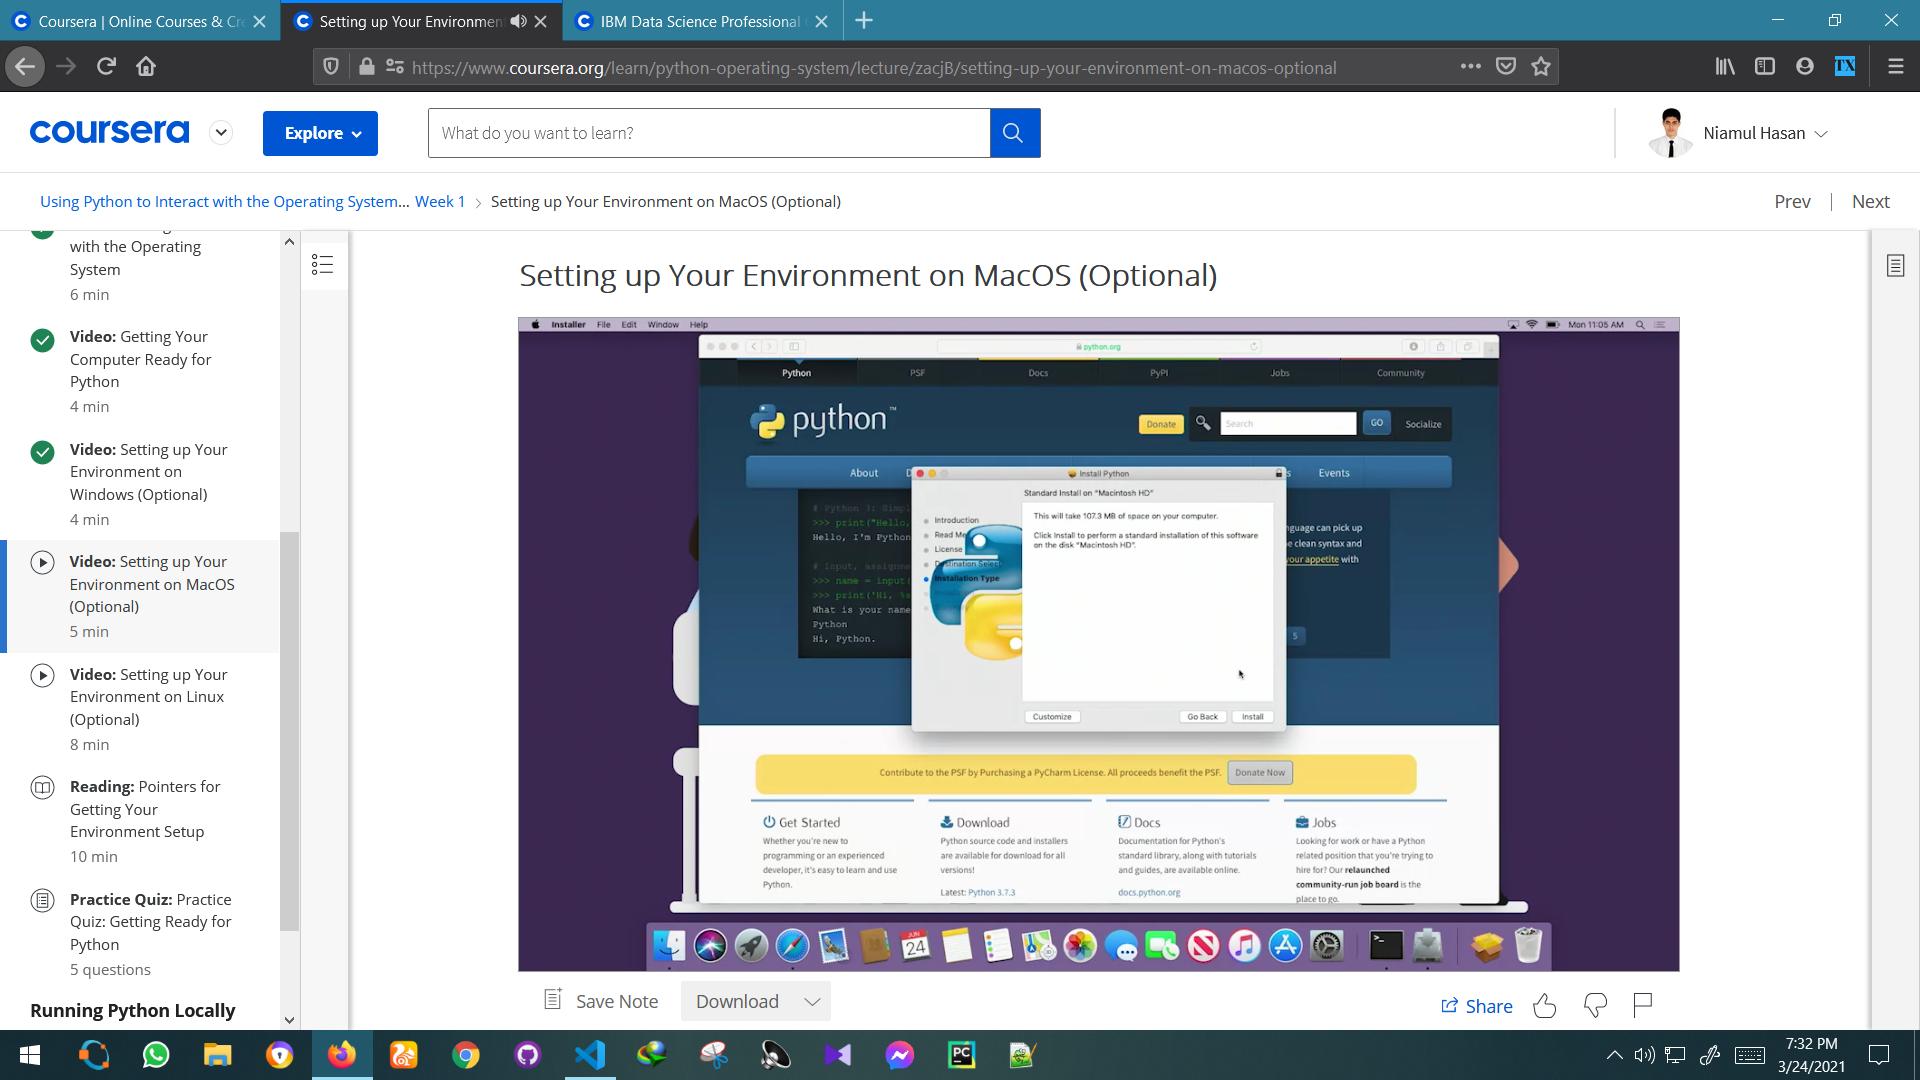 Coursera | Online Courses & Cre
Setting up Your Environmen
IBM Data Science Professional
https://www.coursera.org/learn/python-operating-system/lecture/zacjB/setting-up-your-environment-on-macos-optional
TX
coursera
Explore
What do you want to learn?
Niamul Hasan
Using Python to Interact with the Operating System... Week 1 > Setting up Your Environment on MacOS (Optional)
Prev | Next
with the Operating
System
6 min
Video: Getting Your
Computer Ready for
Python
4 min
Video: Setting up Your
Environment on
Windows (Optional)
4 min
Video: Setting up Your
Environment on MacOS
(Optional)
5 min
Video: Setting up Your
Environment on Linux
(Optional)
8 min
Reading: Pointers for
Getting Your
Environment Setup
10 min
Practice Quiz: Practice
Quiz: Getting Ready for
Python
5 questions
Running Python Locally
Setting up Your Environment on MacOS (Optional)
Installer File Edit Window Help
Mon 11:05 AM
python.org
Python PSF Docs PyPI Jobs Community
python™
Donate
Search
GO
Socialize
About D
s Events
# Python 3: Simpl
>>> print("Hello,
Hello, I'm Python
# Input, assignme
>>> name = input(
>>> print('Hi, %s
What is your name
Python
Hi, Python.
nguage can pick up
e clean syntax and
your appetite with
5
Install Python
Standard Install on "Macintosh HD"
Introduction
Read Me
License
Destination Select
Installation Type
This will take 107.3 MB of space on your computer.
Click Install to perform a standard installation of this software
on the disk "Macintosh HD".
Customize
Go Back
Install
Contribute to the PSF by Purchasing a PyCharm License. All proceeds benefit the PSF.
Donate Now
Get Started
Whether you're new to
programming or an experienced
developer, it's easy to learn and use
Python.
Download
Python source code and installers
are available for download for all
versions!
Latest: Python 3.7.3
Docs
Documentation for Python's
standard library, along with tutorials
and guides, are available online.
docs.python.org
Jobs
Looking for work or have a Python
related position that you're trying to
hire for? Our relaunched
community-run job board is the
place to go.
JUN
24
Save Note
Download
Share
PC
7:32 PM
3/24/2021